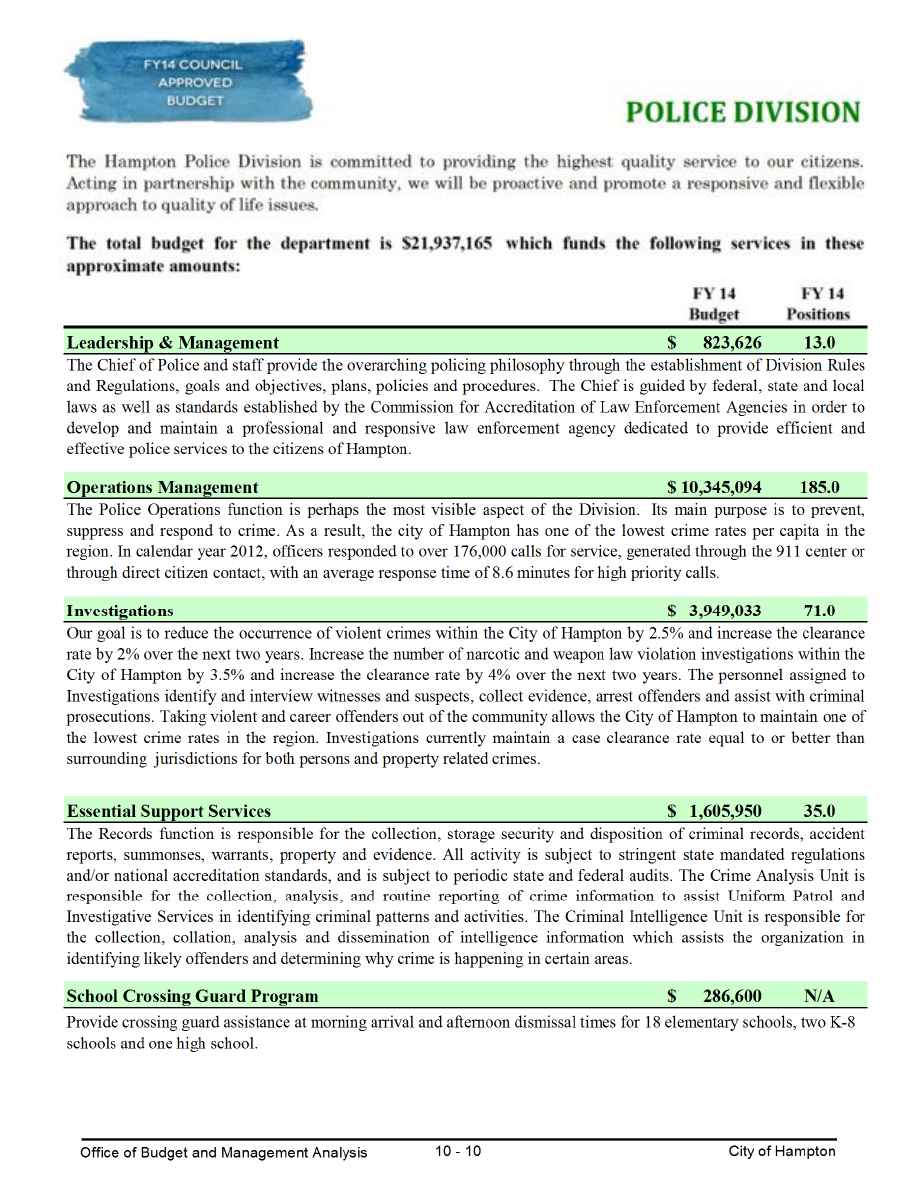 FY14 COUNCIL
APPROVED
BUDGET
POLICE DIVISION
The Hampton Police Division is committed to providing the highest quality service to our citizens.
Acting in partnership with the community, we will be proactive and promote a responsive and flexible
approach to quality of life issues.
The total budget for the department is $21,937,165 which funds the following services in these
approximate amounts:
FY 14 FY 14
Budget Positions
Leadership & Management $ 823,626 13.0
The Chief of Police and staff provide the overarching policing philosophy through the establishment of Division Rules
and Regulations, goals and objectives, plans, policies and procedures. The Chief is guided by federal, state and local
laws as well as standards established by the Commission for Accreditation of Law Enforcement Agencies in order to
develop and maintain a professional and responsive law enforcement agency dedicated to provide efficient and
effective police services to the citizens of Hampton.
Operations Management $ 10,345,094 185.0
The Police Operations function is perhaps the most visible aspect of the Division. Its main purpose is to prevent,
suppress and respond to crime. As a result, the city of Hampton has one of the lowest crime rates per capita in the
region. In calendar year 2012, officers responded to over 176,000 calls for service, generated through the 911 center or
through direct citizen contact, with an average response time of 8.6 minutes for high priority calls.
Investigations $ 3,949,033 71.0
Our goal is to reduce the occurrence of violent crimes within the City of Hampton by 2.5% and increase the clearance
rate by 2% over the next two years. Increase the number of narcotic and weapon law violation investigations within the
City of Hampton by 3.5% and increase the clearance rate by 4% over the next two years. The personnel assigned to
Investigations identify and interview witnesses and suspects, collect evidence, arrest offenders and assist with criminal
prosecutions. Taking violent and career offenders out of the community allows the City of Hampton to maintain one of
the lowest crime rates in the region. Investigations currently maintain a case clearance rate equal to or better than
surrounding jurisdictions for both persons and property related crimes.
Essential Support Services $ 1,605,950 35.0
The Records function is responsible for the collection, storage security and disposition of criminal records, accident
reports, summonses, warrants, property and evidence. All activity is subject to stringent state mandated regulations
and/or national accreditation standards, and is subject to periodic state and federal audits. The Crime Analysis Unit is
responsible for the collection, analysis, and routine reporting of crime information to assist Uniform Patrol and
Investigative Services in identifying criminal patterns and activities. The Criminal Intelligence Unit is responsible for
the collection, collation, analysis and dissemination of intelligence information which assists the organization in
identifying likely offenders and determining why crime is happening in certain areas.
School Crossing Guard Program $ 286,600 N/A
Provide crossing guard assistance at morning arrival and afternoon dismissal times for 18 elementary schools, two K-8
schools and one high school.
Office of Budget and Management Analysis 10 - 10 City of Hampton